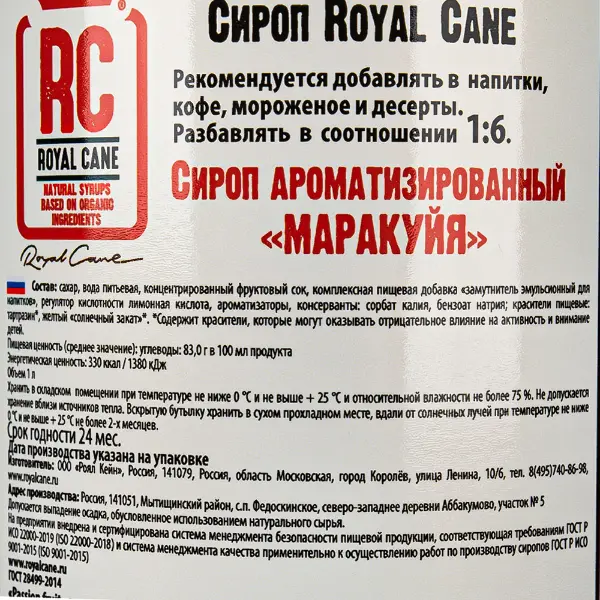 RC
®
ROYAL CANE
NATURAL SYRUPS
BASED ON ORGANIC
INGREDIENTS
Royal Cane
Сироп Royal Cane
Рекомендуется добавлять в напитки,
кофе, мороженое и десерты.
Разбавлять в соотношении 1:6.
Сироп ароматизированный
«МАРАКУЙЯ»
Состав: сахар, вода питьевая, концентрированный фруктовый сок, комплексная пищевая добавка «замутнитель эмульсионный для
напитков», регулятор кислотности лимонная кислота, ароматизаторы, консерванты: сорбат калия, бензоат натрия; красители пищевые:
тартразин*, желтый «солнечный закат»*. *Содержит красители, которые могут оказывать отрицательное влияние на активность и внимание
детей.
Пищевая ценность (среднее значение): углеводы: 83,0 г в 100 мл продукта
Энергетическая ценность: 330 ккал / 1380 кДж
Объем 1 л
Хранить в складском помещении при температуре не ниже 0 °С и не выше + 25 °С и относительной влажности не более 75 %. Не допускается
хранение вблизи источников тепла. Вскрытую бутылку хранить в сухом прохладном месте, вдали от солнечных лучей при температуре не ниже
0 °С и не выше + 25 °С не более 2-х месяцев.
Срок годности 24 мес.
Дата производства указана на упаковке
Изготовитель: ООО «Роял Кейн», Россия, 141079, Россия, область Московская, город Королёв, улица Ленина, 10/6, тел. 8(495)740-86-98,
www.royalcane.ru
Адрес производства: Россия, 141051, Мытищинский район, с.п. Федоскинское, северо-западнее деревни Аббакумово, участок № 5
Допускается выпадение осадка, обусловленное использованием натурального сырья.
На предприятии внедрена и сертифицирована система менеджмента безопасности пищевой продукции, соответствующая требованиям ГОСТ Р
ИСО 22000-2019 (ISO 22000-2018) и система менеджмента качества применительно к осуществлению работ по производству сиропов ГОСТ Р ИСО
9001-2015 (ISO 9001-2015)
www.royalcane.ru
ГОСТ 28499-2014
«Passion fruit